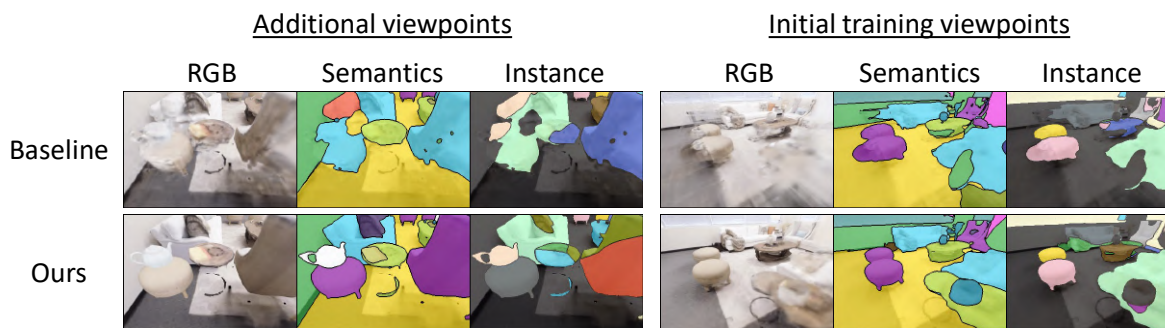 Additional viewpoints Initial training viewpoints
RGB Semantics Instance RGB Semantics Instance
Baseline
Ours